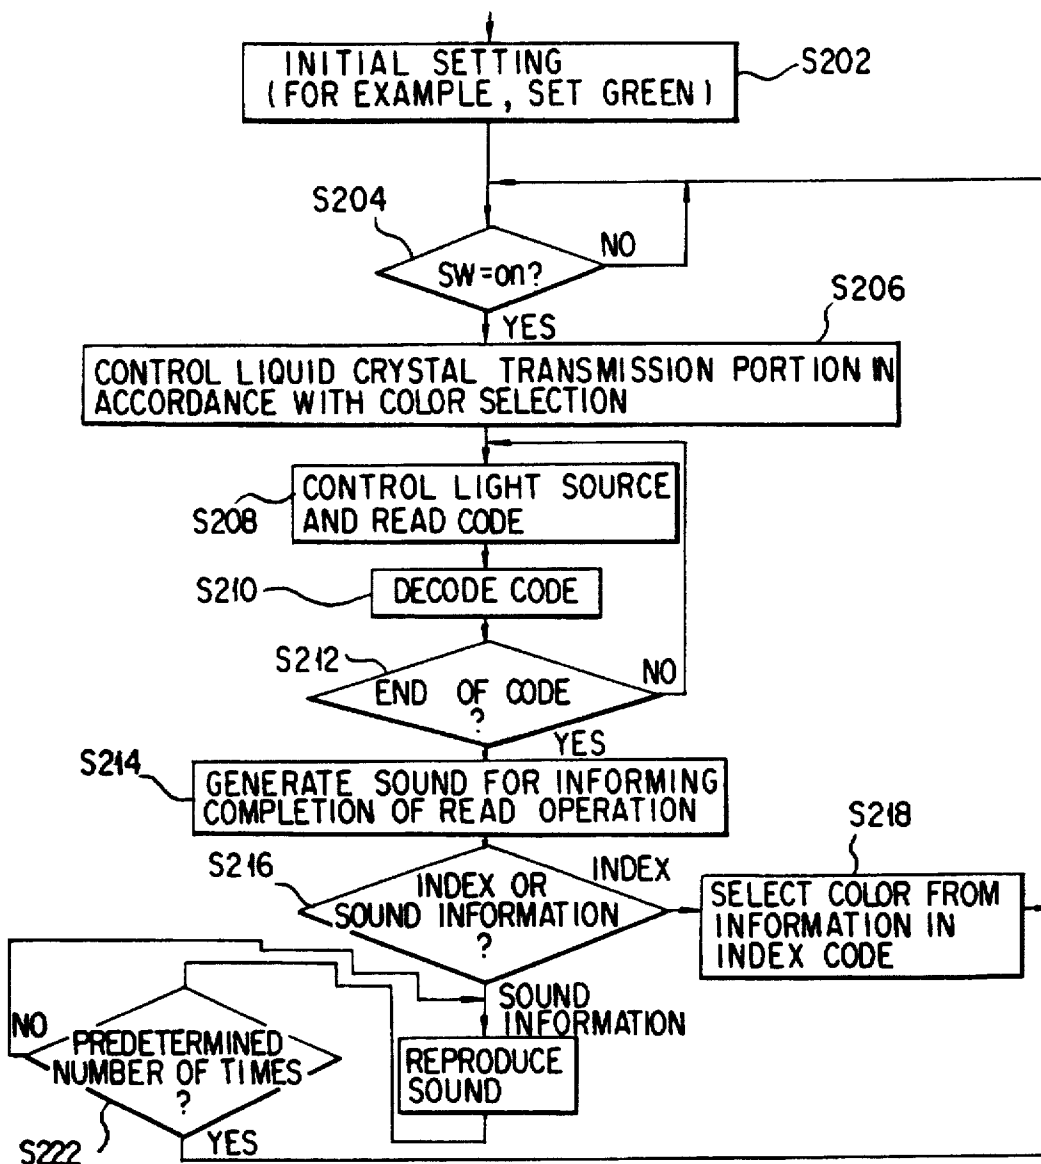 INITIAL SETTING
(FOR EXAMPLE, SET GREEN)
S202
S204
SW=on?
NO
YES
S206
CONTROL LIQUID CRYSTAL TRANSMISSION PORTION IN
ACCORDANCE WITH COLOR SELECTION
CONTROL LIGHT SOURCE
AND READ CODE
S208
S210
DECODE CODE
S212
END OF CODE
?
NO
YES
S214
GENERATE SOUND FOR INFORMING
COMPLETION OF READ OPERATION
S216
INDEX OR
SOUND INFORMATION
?
INDEX
S218
SELECT COLOR FROM
INFORMATION IN
INDEX CODE
SOUND
INFORMATION
REPRODUCE
SOUND
NO
PREDETERMINED
NUMBER OF TIMES
?
YES
S222